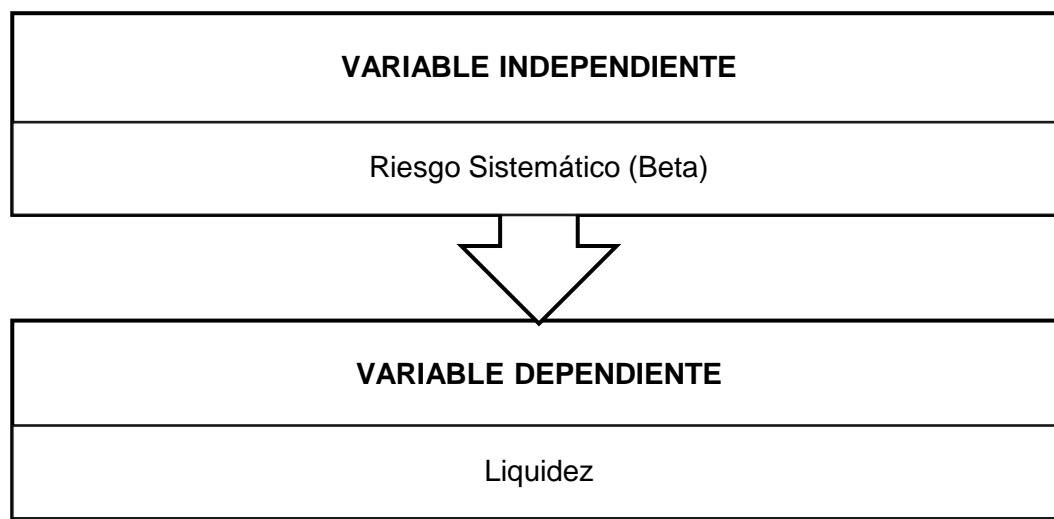 VARIABLE INDEPENDIENTE
Riesgo Sistemático (Beta)
VARIABLE DEPENDIENTE
Liquidez